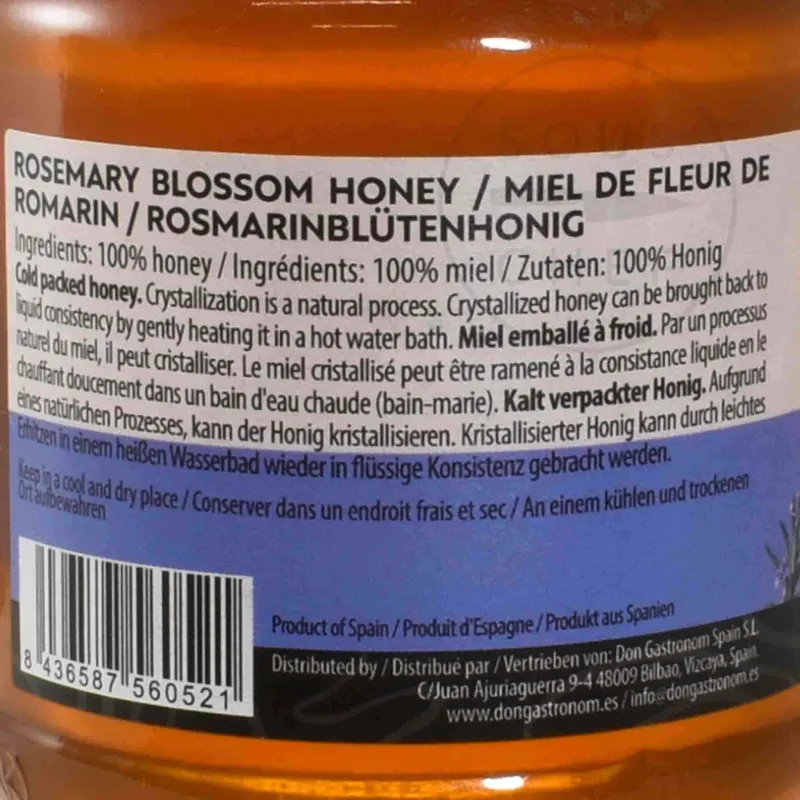 ROSEMARY BLOSSOM HONEY / MIEL DE FLEUR DE
ROMARIN / ROSMARINBLÜTENHONIG
Ingredients: 100% honey / Ingrédients: 100% miel / Zutaten: 100% Honig
Cold packed honey. Crystallization is a natural process. Crystallized honey can be brought back to
liquid consistency by gently heating it in a hot water bath. Miel emballé à froid. Par un processus
naturel du miel, il peut cristalliser. Le miel cristallisé peut être ramené à la consistance liquide en le
chauffant doucement dans un bain d'eau chaude (bain-marie). Kalt verpackter Honig. Aufgrund
eines natürlichen Prozesses, kann der Honig kristallisieren. Kristallisierter Honig kann durch leichtes
Erhitzen in einem heißen Wasserbad wieder in flüssige Konsistenz gebracht werden.
Keep in a cool and dry place / Conserver dans un endroit frais et sec / An einem kühlen und trockenen
Ort aufbewahren
Product of Spain / Produit d'Espagne / Produkt aus Spanien
Distributed by / Distribué par / Vertrieben von: Don Gastronom Spain S.L.
C/Juan Ajuriaguerra 9-4 48009 Bilbao, Vizcaya, Spain.
www.dongastronom.es / info@dongastronom.es
8 436587 560521